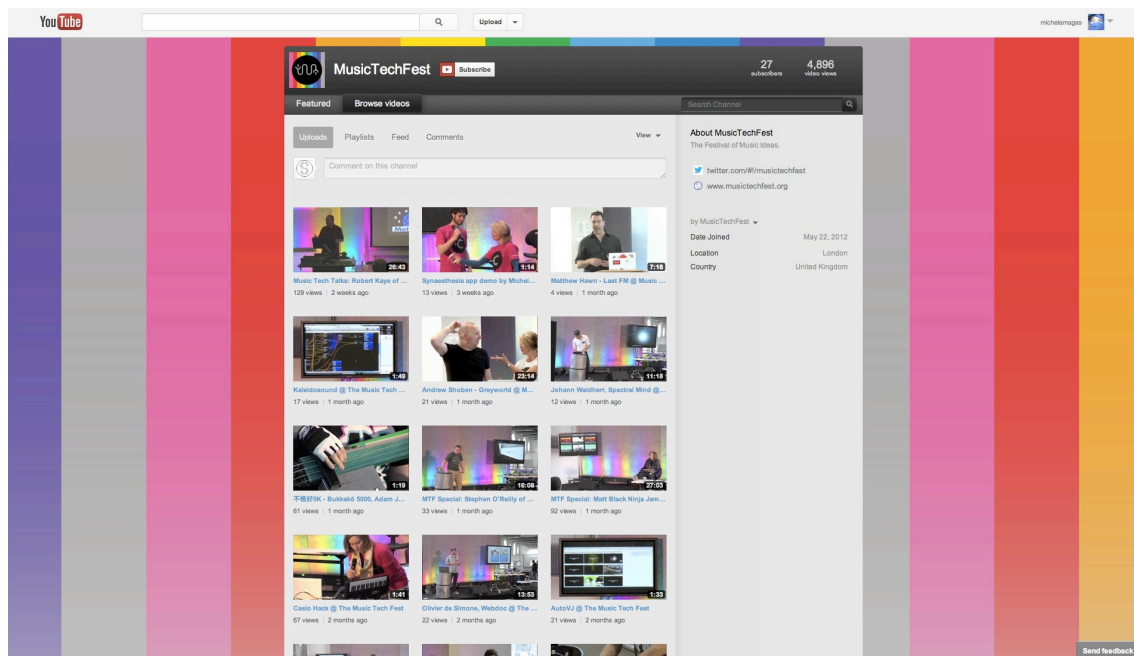 YouTube
Upload
michelamagas
MusicTechFest
Subscribe
27
subscribers
4,896
video views
Featured
Browse videos
Search Channel
Uploads
Playlists
Feed
Comments
View
Comment on this channel
26:43
Music Tech Talks: Robert Kaye of ...
129 views | 2 weeks ago
1:14
Synaesthesia app demo by Michel...
13 views | 3 weeks ago
7:16
Matthew Hawn - Last FM @ Music ...
4 views | 1 month ago
1:49
Kaleidosound @ The Music Tech ...
17 views | 1 month ago
23:14
Andrew Shoben - Greyworld @ M...
21 views | 1 month ago
11:18
Johann Waldherr, Spectral Mind @...
12 views | 1 month ago
1:19
不格好5K - Bukkakō 5000, Adam J...
61 views | 1 month ago
16:08
MTF Special: Stephen O'Reilly of ...
33 views | 1 month ago
27:03
MTF Special: Matt Black Ninja Jam...
92 views | 1 month ago
1:41
Casio Hack @ The Music Tech Fest
67 views | 2 months ago
13:53
Olivier de Simone, Webdoc @ The ...
22 views | 2 months ago
1:33
AutoVJ @ The Music Tech Fest
21 views | 2 months ago
About MusicTechFest
The Festival of Music Ideas.
twitter.com/#!/musictechfest
www.musictechfest.org
by MusicTechFest
Date Joined May 22, 2012
Location London
Country United Kingdom
Send feedback